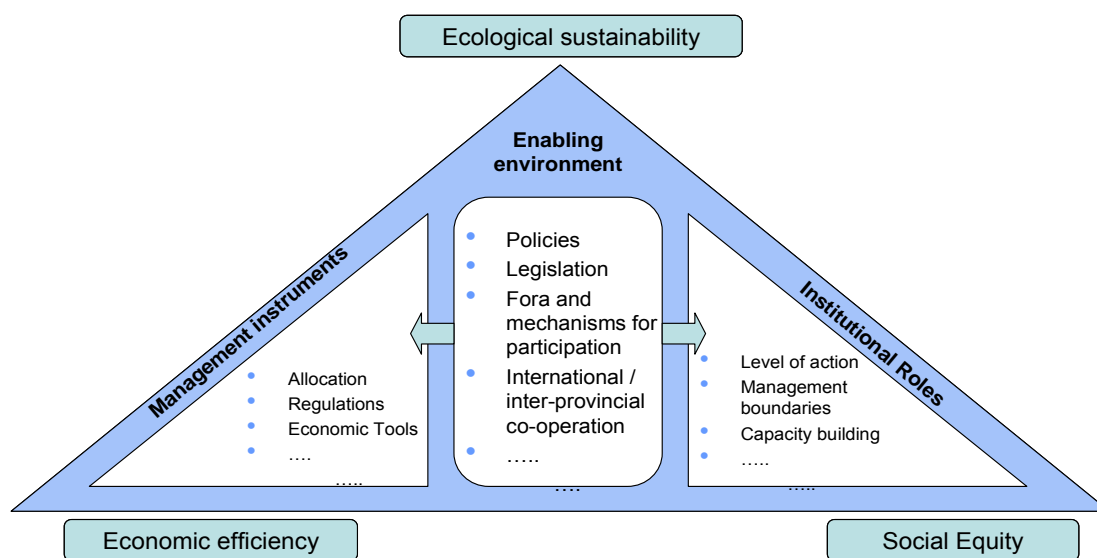 Ecological sustainability
Enabling
environment
Management instruments
• Allocation
• Regulations
• Economic Tools
• ….
…..
• Policies
• Legislation
• Fora and
mechanisms for
participation
• International /
inter-provincial
co-operation
• …..
….
Institutional Roles
• Level of action
• Management
boundaries
• Capacity building
• …..
…..
Economic efficiency
Social Equity